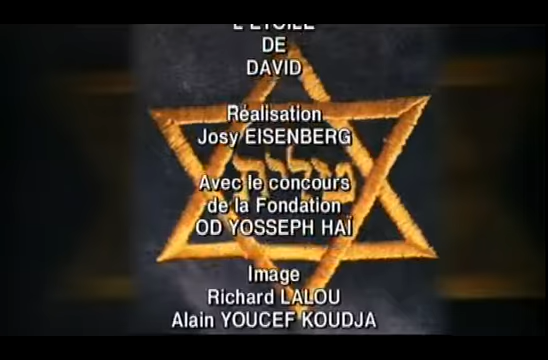 L'ETOILE
DE
DAVID
Réalisation
Josy EISENBERG
Avec le concours
de la Fondation
OD YOSSEPH HAÏ
Image
Richard LALOU
Alain YOUCEF KOUDJA